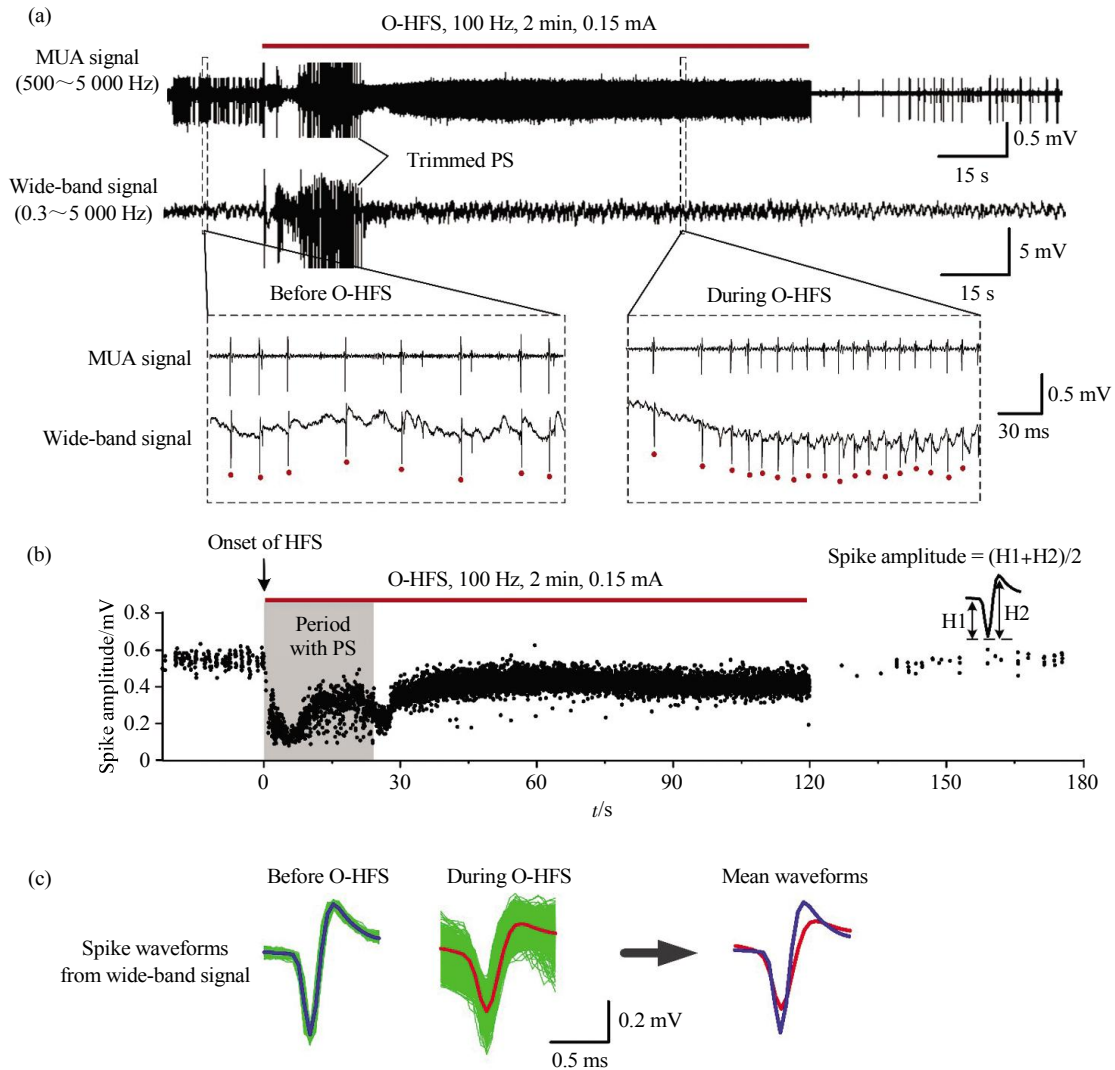 (a)
O-HFS, 100 Hz, 2 min, 0.15 mA
MUA signal
(500～5 000 Hz)
0.5 mV
15 s
Trimmed PS
Wide-band signal
(0.3～5 000 Hz)
5 mV
15 s
Before O-HFS
During O-HFS
MUA signal
Wide-band signal
0.5 mV
30 ms
(b)
Onset of HFS
Spike amplitude = (H1+H2)/2
O-HFS, 100 Hz, 2 min, 0.15 mA
H1
H2
Period
with PS
Spike amplitude/mV
0.8
0.6
0.4
0.2
0
0
30
60
90
120
150
180
t/s
(c)
Before O-HFS
During O-HFS
Mean waveforms
Spike waveforms
from wide-band signal
0.2 mV
0.5 ms